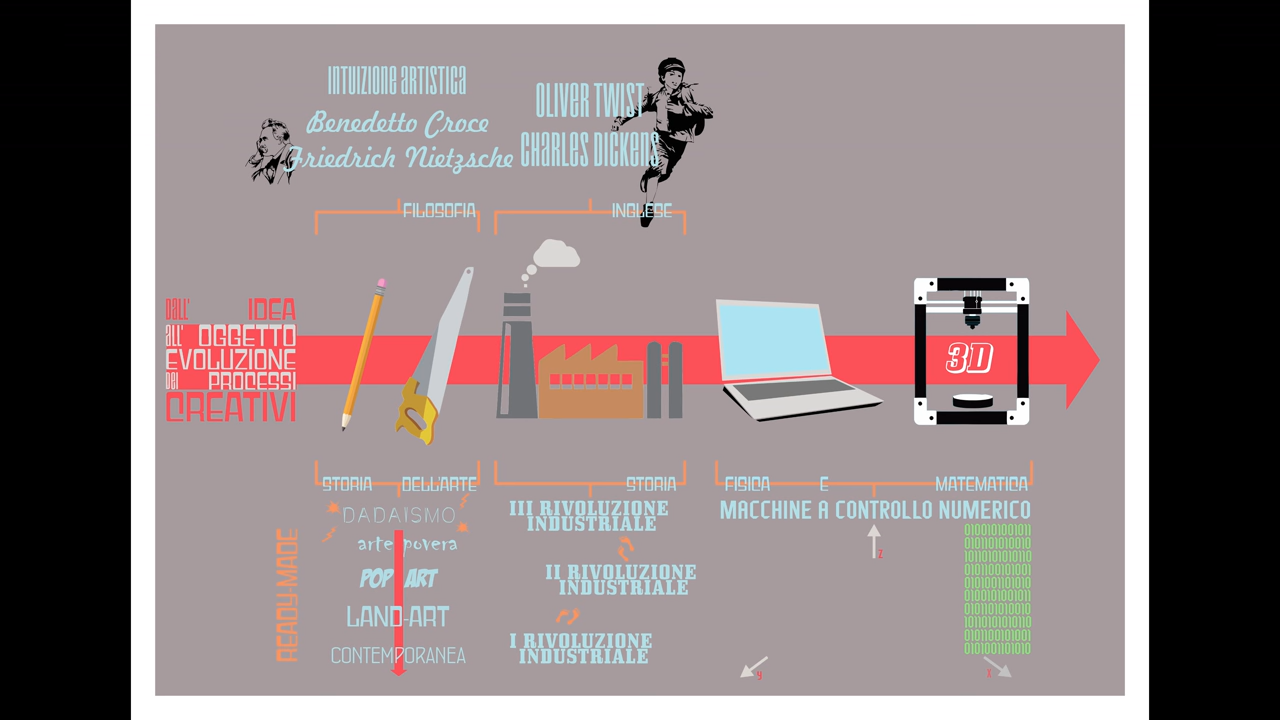 INTUIZIONE ARTISTICA
Benedetto Croce
Friedrich Nietzsche
OLIVER TWIST
CHARLES DICKENS
FILOSOFIA
INGLESE
DALL' IDEA
ALL' OGGETTO
EVOLUZIONE
DEI PROCESSI
CREATIVI
3D
STORIA DELL'ARTE
STORIA
FISICA E MATEMATICA
READY-MADE
DADAÏSMO
arte povera
POP ART
LAND-ART
CONTEMPORANEA
III RIVOLUZIONE
INDUSTRIALE
II RIVOLUZIONE
INDUSTRIALE
I RIVOLUZIONE
INDUSTRIALE
MACCHINE A CONTROLLO NUMERICO
z
y